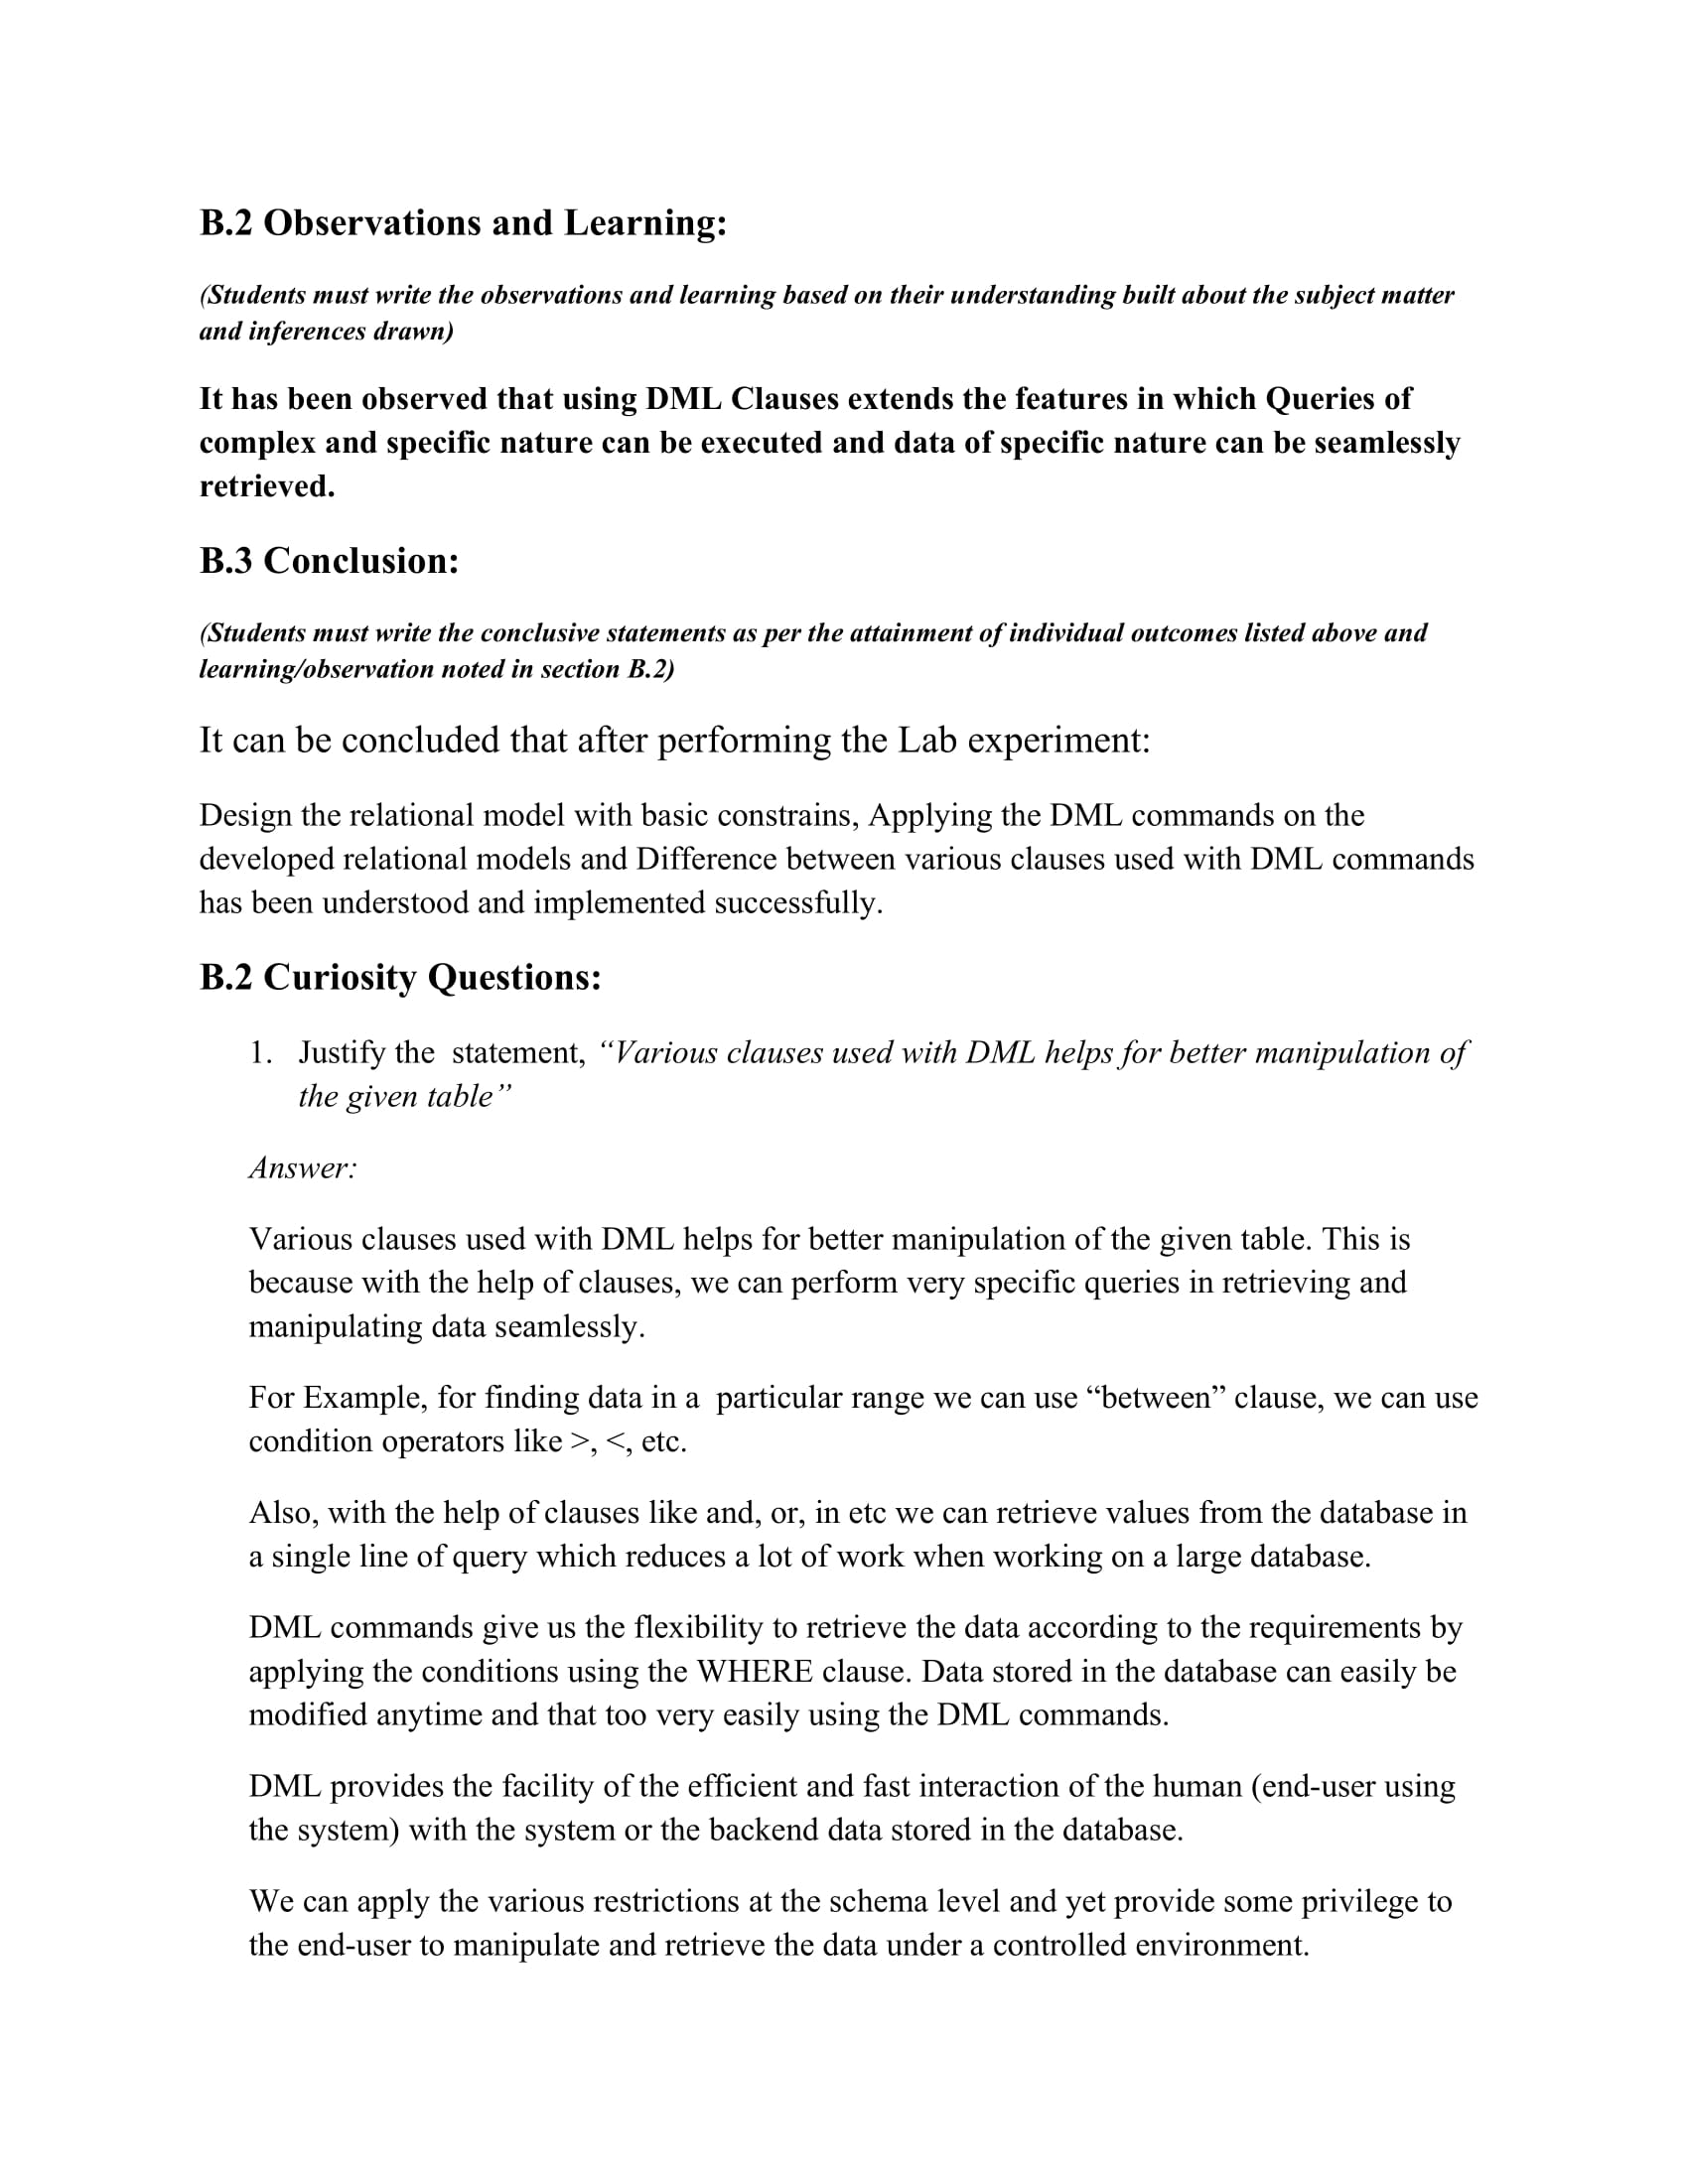 B.2 Observations and Learning:
(Students must write the observations and learning based on their understanding built about the subject matter
and inferences drawn)
It has been observed that using DML Clauses extends the features in which Queries of
complex and specific nature can be executed and data of specific nature can be seamlessly
retrieved.
B.3 Conclusion:
(Students must write the conclusive statements as per the attainment of individual outcomes listed above and
learning/observation noted in section B.2)
It can be concluded that after performing the Lab experiment:
Design the relational model with basic constrains, Applying the DML commands on the
developed relational models and Difference between various clauses used with DML commands
has been understood and implemented successfully.
B.2 Curiosity Questions:
1. Justify the  statement, “Various clauses used with DML helps for better manipulation of
the given table”
Answer:
Various clauses used with DML helps for better manipulation of the given table. This is
because with the help of clauses, we can perform very specific queries in retrieving and
manipulating data seamlessly.
For Example, for finding data in a  particular range we can use “between” clause, we can use
condition operators like >, <, etc.
Also, with the help of clauses like and, or, in etc we can retrieve values from the database in
a single line of query which reduces a lot of work when working on a large database.
DML commands give us the flexibility to retrieve the data according to the requirements by
applying the conditions using the WHERE clause. Data stored in the database can easily be
modified anytime and that too very easily using the DML commands.
DML provides the facility of the efficient and fast interaction of the human (end-user using
the system) with the system or the backend data stored in the database.
We can apply the various restrictions at the schema level and yet provide some privilege to
the end-user to manipulate and retrieve the data under a controlled environment.